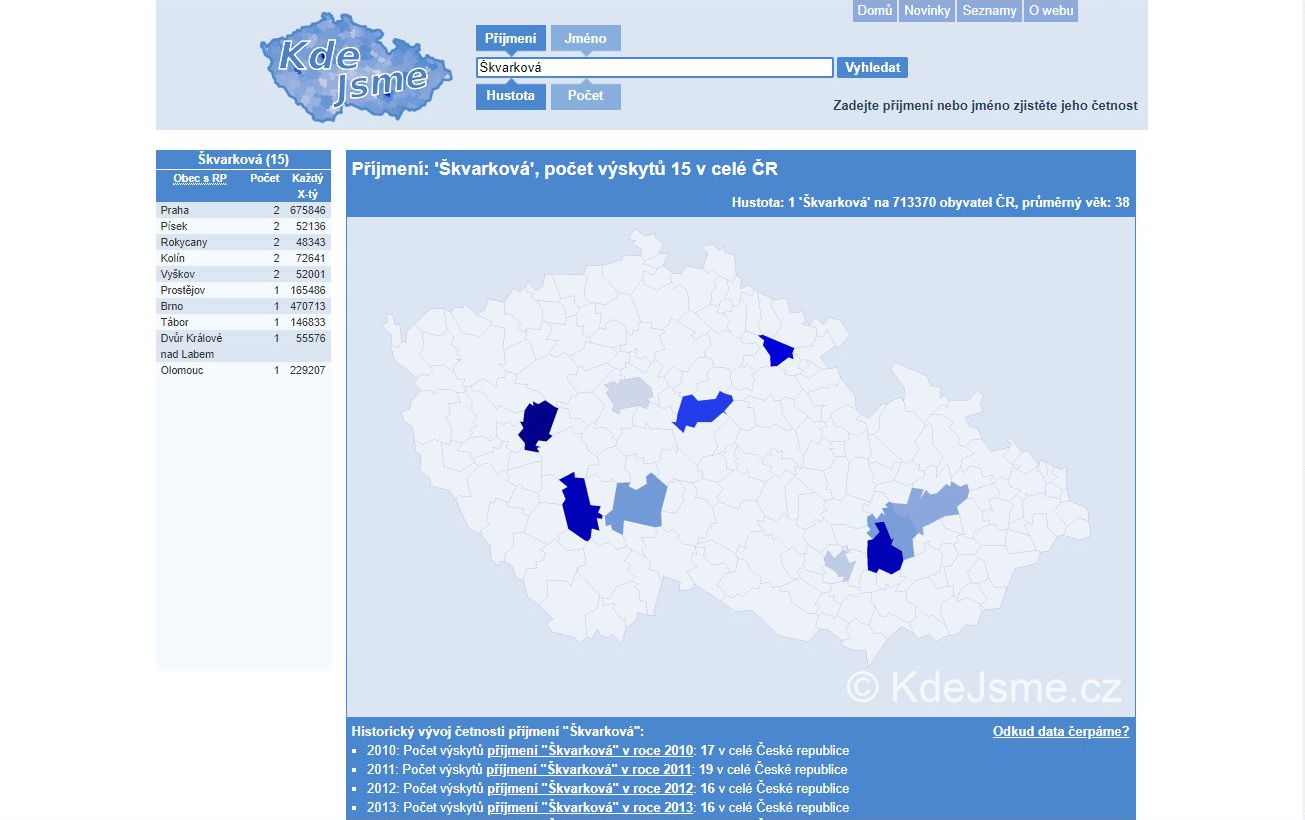 Domů Novinky Seznamy O webu
Kde
Jsme
Příjmení Jméno
Škvarková Vyhledat
Hustota Počet
Zadejte příjmení nebo jméno zjistěte jeho četnost
Škvarková (15)
Obec s RP Počet Každý
X-tý
Praha 2 675846
Písek 2 52136
Rokycany 2 48343
Kolín 2 72641
Vyškov 2 52001
Prostějov 1 165486
Brno 1 470713
Tábor 1 146833
Dvůr Králové 1 55576
nad Labem
Olomouc 1 229207
Příjmení: 'Škvarková', počet výskytů 15 v celé ČR
Hustota: 1 'Škvarková' na 713370 obyvatel ČR, průměrný věk: 38
© KdeJsme.cz
Historický vývoj četnosti příjmení "Škvarková": Odkud data čerpáme?
▪ 2010: Počet výskytů příjmení "Škvarková" v roce 2010: 17 v celé České republice
▪ 2011: Počet výskytů příjmení "Škvarková" v roce 2011: 19 v celé České republice
▪ 2012: Počet výskytů příjmení "Škvarková" v roce 2012: 16 v celé České republice
▪ 2013: Počet výskytů příjmení "Škvarková" v roce 2013: 16 v celé České republice